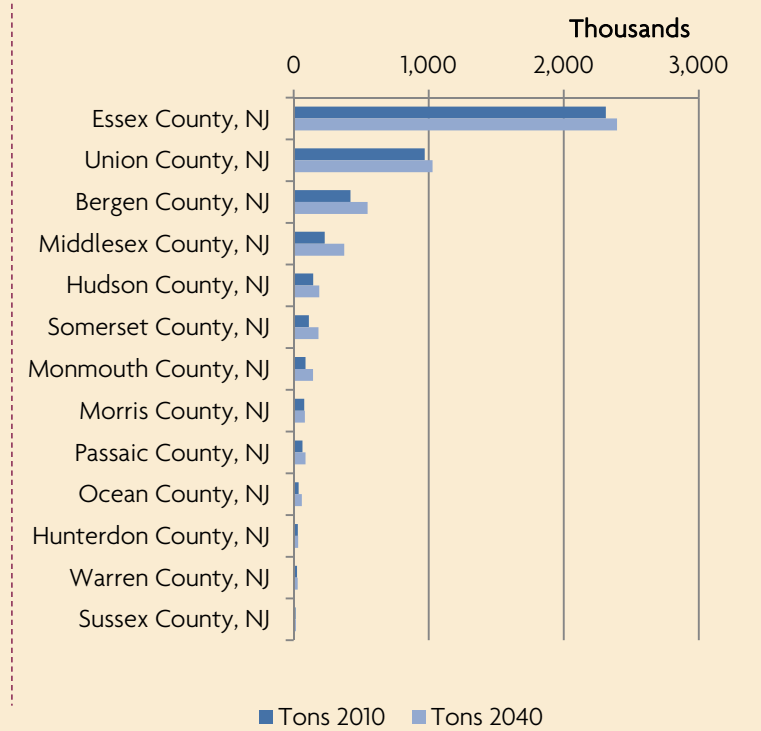 Thousands
0 1,000 2,000 3,000
Essex County, NJ
Union County, NJ
Bergen County, NJ
Middlesex County, NJ
Hudson County, NJ
Somerset County, NJ
Monmouth County, NJ
Morris County, NJ
Passaic County, NJ
Ocean County, NJ
Hunterdon County, NJ
Warren County, NJ
Sussex County, NJ
Tons 2010 Tons 2040